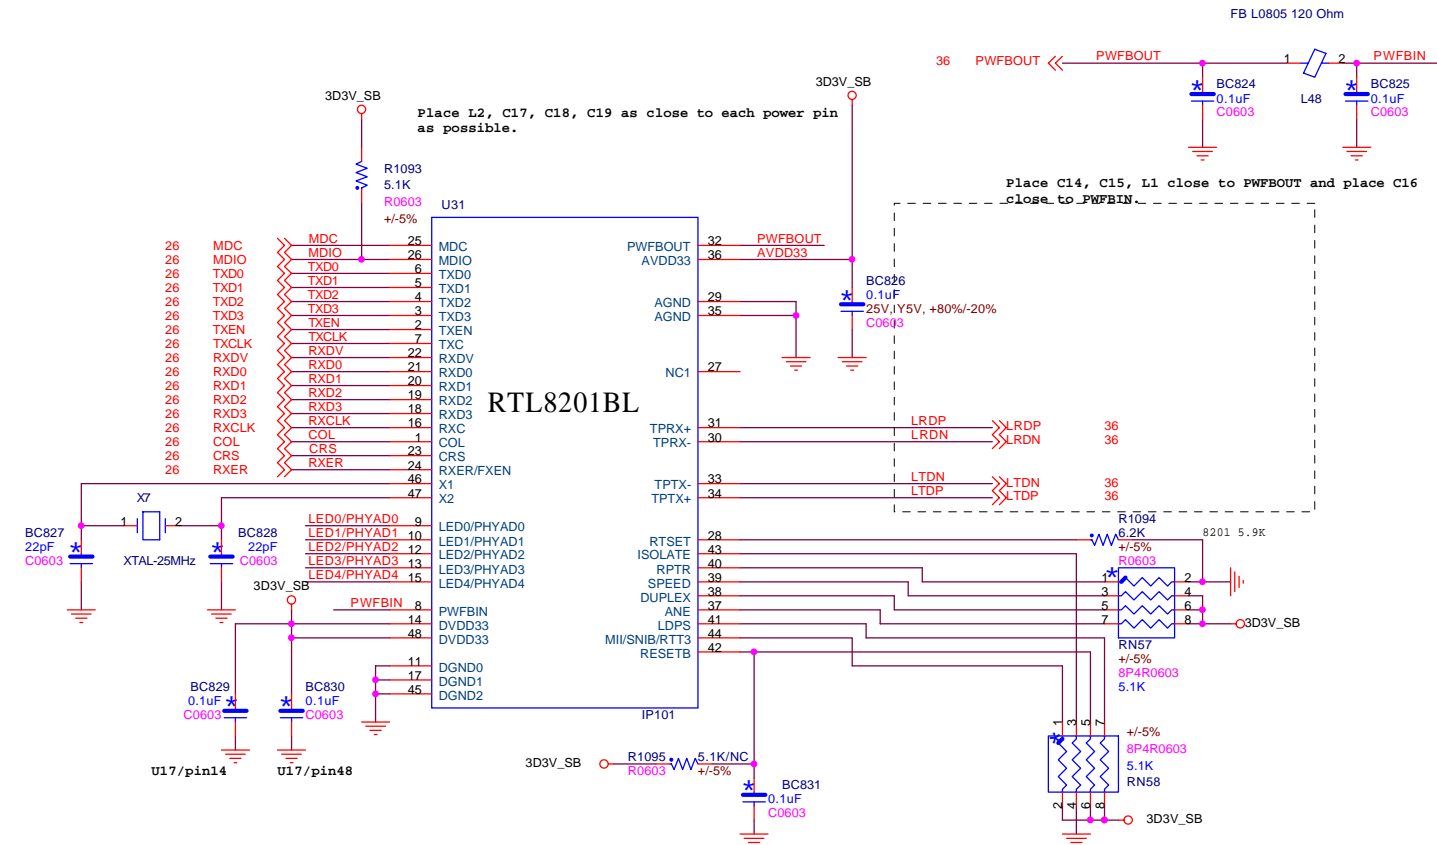 FB L0805 120 Ohm
36 PWFBOUT PWFBOUT 1 2 PWFBIN
BC824
0.1uF
C0603
L48
BC825
0.1uF
C0603
3D3V_SB
3D3V_SB
Place L2, C17, C18, C19 as close to each power pin
as possible.
Place C14, C15, L1 close to PWFBOUT and place C16
close to PWFBIN.
R1093
5.1K
R0603
+/-5%
U31
26 MDC MDC 25 MDC
26 MDIO MDIO 26 MDIO
26 TXD0 TXD0 6 TXD0
26 TXD1 TXD1 5 TXD1
26 TXD2 TXD2 4 TXD2
26 TXD3 TXD3 3 TXD3
26 TXEN TXEN 2 TXEN
26 TXCLK TXCLK 7 TXC
26 RXDV RXDV 22 RXDV
26 RXD0 RXD0 21 RXD0
26 RXD1 RXD1 20 RXD1
26 RXD2 RXD2 19 RXD2
26 RXD3 RXD3 18 RXD3
26 RXCLK RXCLK 16 RXC
26 COL COL 1 COL
26 CRS CRS 23 CRS
26 RXER RXER 24 RXER/FXEN
46 X1
47 X2
LED0/PHYAD0 9 LED0/PHYAD0
LED1/PHYAD1 10 LED1/PHYAD1
LED2/PHYAD2 12 LED2/PHYAD2
LED3/PHYAD3 13 LED3/PHYAD3
LED4/PHYAD4 15 LED4/PHYAD4
PWFBIN 8 PWFBIN
14 DVDD33
48 DVDD33
11 DGND0
17 DGND1
45 DGND2
RTL8201BL
PWFBOUT 32 PWFBOUT
AVDD33 36 AVDD33
AGND 29
AGND 35
NC1 27
TPRX+ 31 LRDP LRDP 36
TPRX- 30 LRDN LRDN 36
TPTX- 33 LTDN LTDN 36
TPTX+ 34 LTDP LTDP 36
RTSET 28
ISOLATE 43
RPTR 40
SPEED 39
DUPLEX 38
ANE 37
LDPS 41
MII/SNIB/RTT3 44
RESETB 42
IP101
BC826
0.1uF
25V, Y5V, +80%/-20%
C0603
X7
1 2
XTAL-25MHz
BC827
22pF
C0603
BC828
22pF
C0603
3D3V_SB
BC829
0.1uF
C0603
BC830
0.1uF
C0603
U17/pin14
U17/pin48
R1094
6.2K
+/-5%
R0603
8201 5.9K
1 2
3 4
5 6
7 8
3D3V_SB
RN57
+/-5%
8P4R0603
5.1K
1 3 5 7
+/-5%
8P4R0603
5.1K
RN58
2 4 6 8
3D3V_SB
3D3V_SB
R1095
R0603
5.1K/NC
+/-5%
BC831
0.1uF
C0603